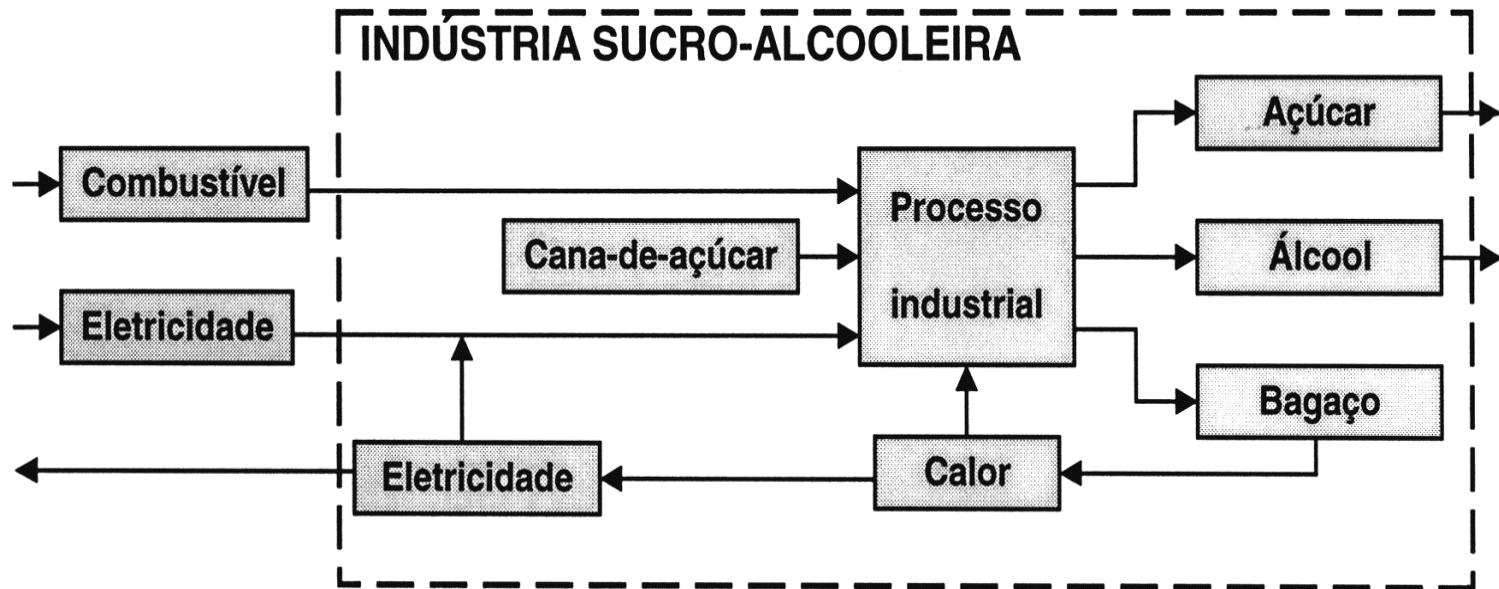 INDÚSTRIA SUCRO-ALCOOLEIRA
Açúcar
Combustível
Processo
industrial
Cana-de-açúcar
Álcool
Eletricidade
Bagaço
Eletricidade
Calor